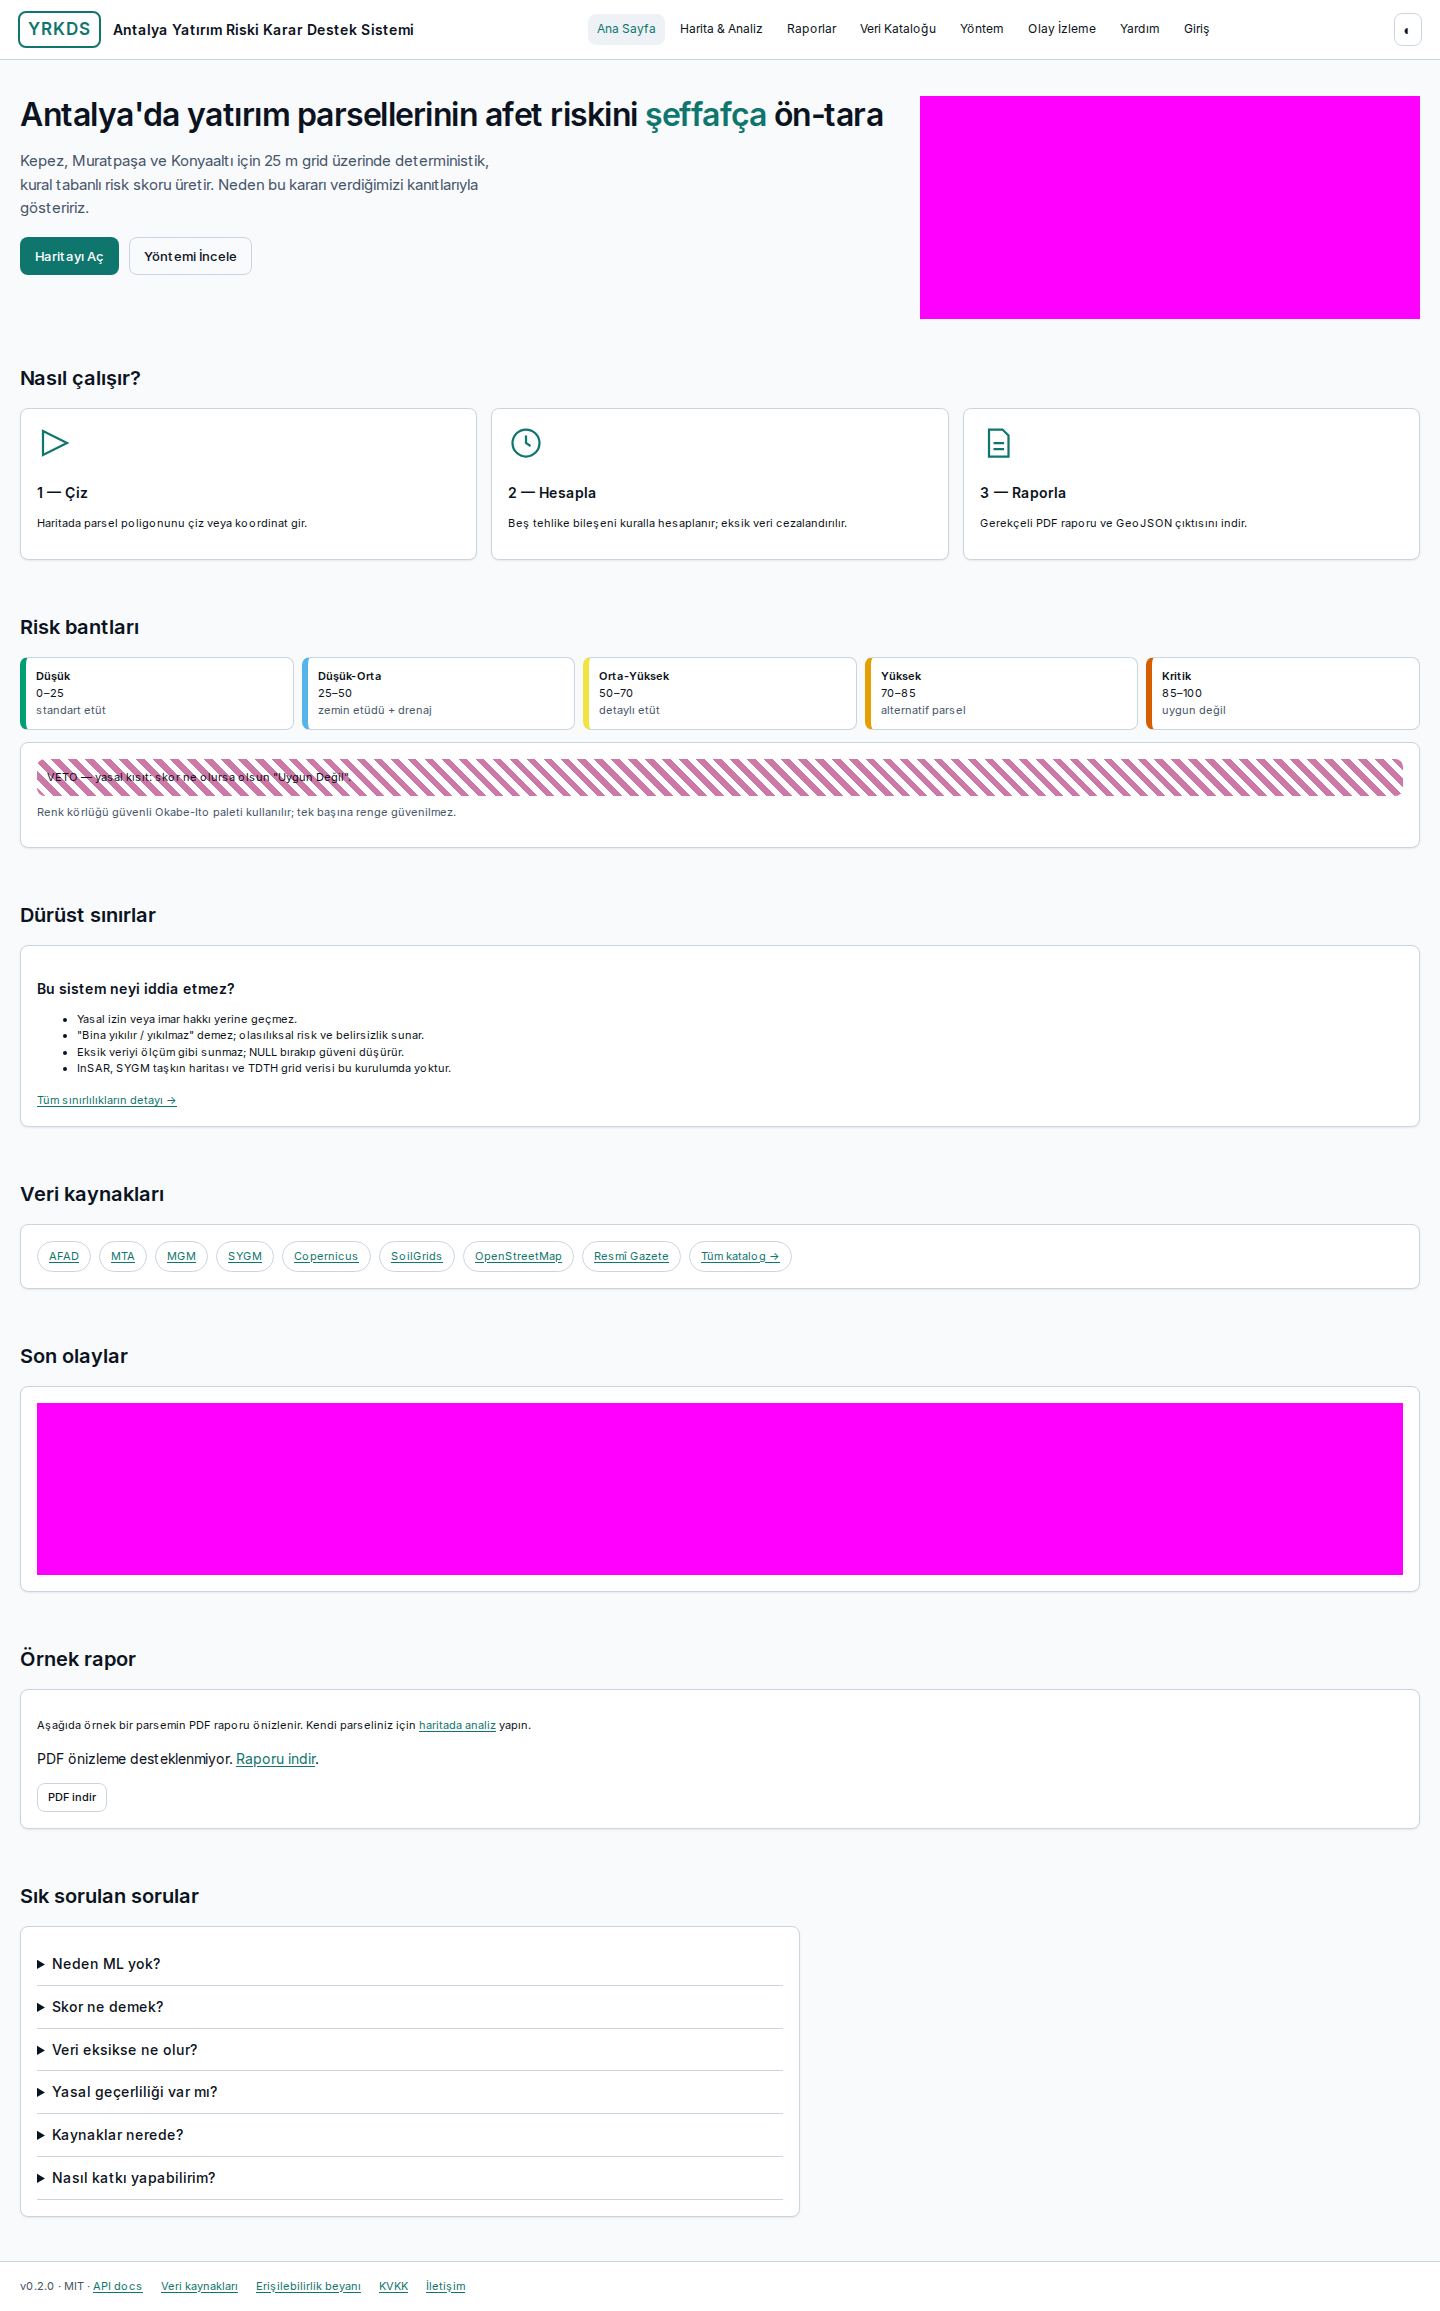 YRKDS
Antalya Yatırım Riski Karar Destek Sistemi
Ana Sayfa
Harita & Analiz
Raporlar
Veri Kataloğu
Yöntem
Olay İzleme
Yardım
Giriş
Antalya'da yatırım parsellerinin afet riskini şeffafça ön-tara
Kepez, Muratpaşa ve Konyaaltı için 25 m grid üzerinde deterministik,
kural tabanlı risk skoru üretir. Neden bu kararı verdiğimizi kanıtlarıyla
gösteririz.
Haritayı Aç
Yöntemi İncele
Nasıl çalışır?
1 — Çiz
Haritada parsel poligonunu çiz veya koordinat gir.
2 — Hesapla
Beş tehlike bileşeni kuralla hesaplanır; eksik veri cezalandırılır.
3 — Raporla
Gerekçeli PDF raporu ve GeoJSON çıktısını indir.
Risk bantları
Düşük
0–25
standart etüt
Düşük-Orta
25–50
zemin etüdü + drenaj
Orta-Yüksek
50–70
detaylı etüt
Yüksek
70–85
alternatif parsel
Kritik
85–100
uygun değil
VETO — yasal kısıt: skor ne olursa olsun "Uygun Değil".
Renk körlüğü güvenli Okabe-Ito paleti kullanılır; tek başına renge güvenilmez.
Dürüst sınırlar
Bu sistem neyi iddia etmez?
• Yasal izin veya imar hakkı yerine geçmez.
• "Bina yıkılır / yıkılmaz" demez; olasılıksal risk ve belirsizlik sunar.
• Eksik veriyi ölçüm gibi sunmaz; NULL bırakıp güveni düşürür.
• InSAR, SYGM taşkın haritası ve TDTH grid verisi bu kurulumda yoktur.
Tüm sınırlılıkların detayı →
Veri kaynakları
AFAD
MTA
MGM
SYGM
Copernicus
SoilGrids
OpenStreetMap
Resmî Gazete
Tüm katalog →
Son olaylar
Örnek rapor
Aşağıda örnek bir parsemin PDF raporu önizlenir. Kendi parseliniz için haritada analiz yapın.
PDF önizleme desteklenmiyor. Raporu indir.
PDF indir
Sık sorulan sorular
Neden ML yok?
Skor ne demek?
Veri eksikse ne olur?
Yasal geçerliliği var mı?
Kaynaklar nerede?
Nasıl katkı yapabilirim?
v0.2.0 · MIT · API docs
Veri kaynakları
Erişilebilirlik beyanı
KVKK
İletişim